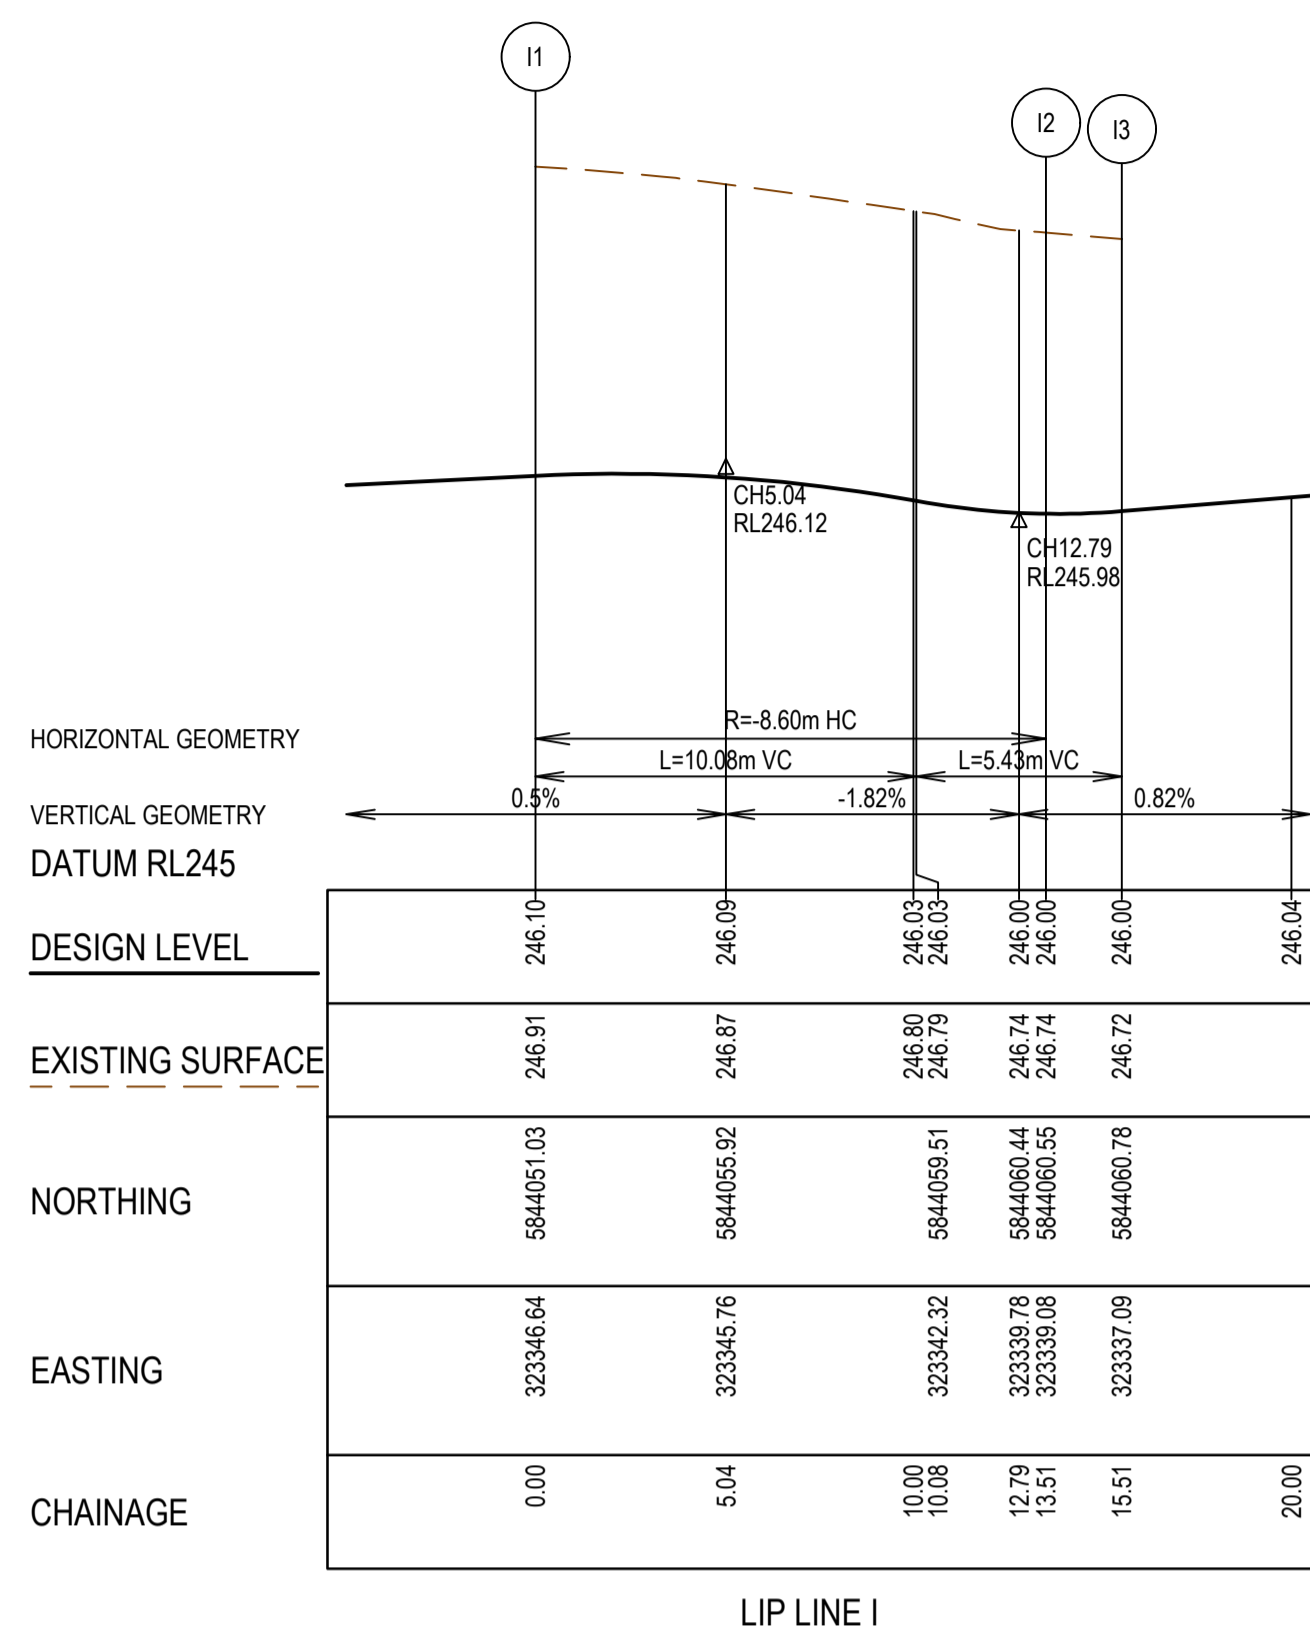 I1
I2
I3
CH5.04
RL246.12
CH12.79
RL245.98
HORIZONTAL GEOMETRY
R=-8.60m HC
L=10.08m VC
L=5.43m VC
VERTICAL GEOMETRY
0.5%
-1.82%
0.82%
DATUM RL245
DESIGN LEVEL
246.10
246.09
246.03
246.03
246.00
246.00
246.00
246.04
EXISTING SURFACE
246.91
246.87
246.80
246.79
246.74
246.74
246.72
NORTHING
5844051.03
5844055.92
5844059.51
5844060.44
5844060.55
5844060.78
EASTING
323346.64
323345.76
323342.32
323339.78
323339.08
323337.09
CHAINAGE
0.00
5.04
10.00
10.08
12.79
13.51
15.51
20.00
LIP LINE I